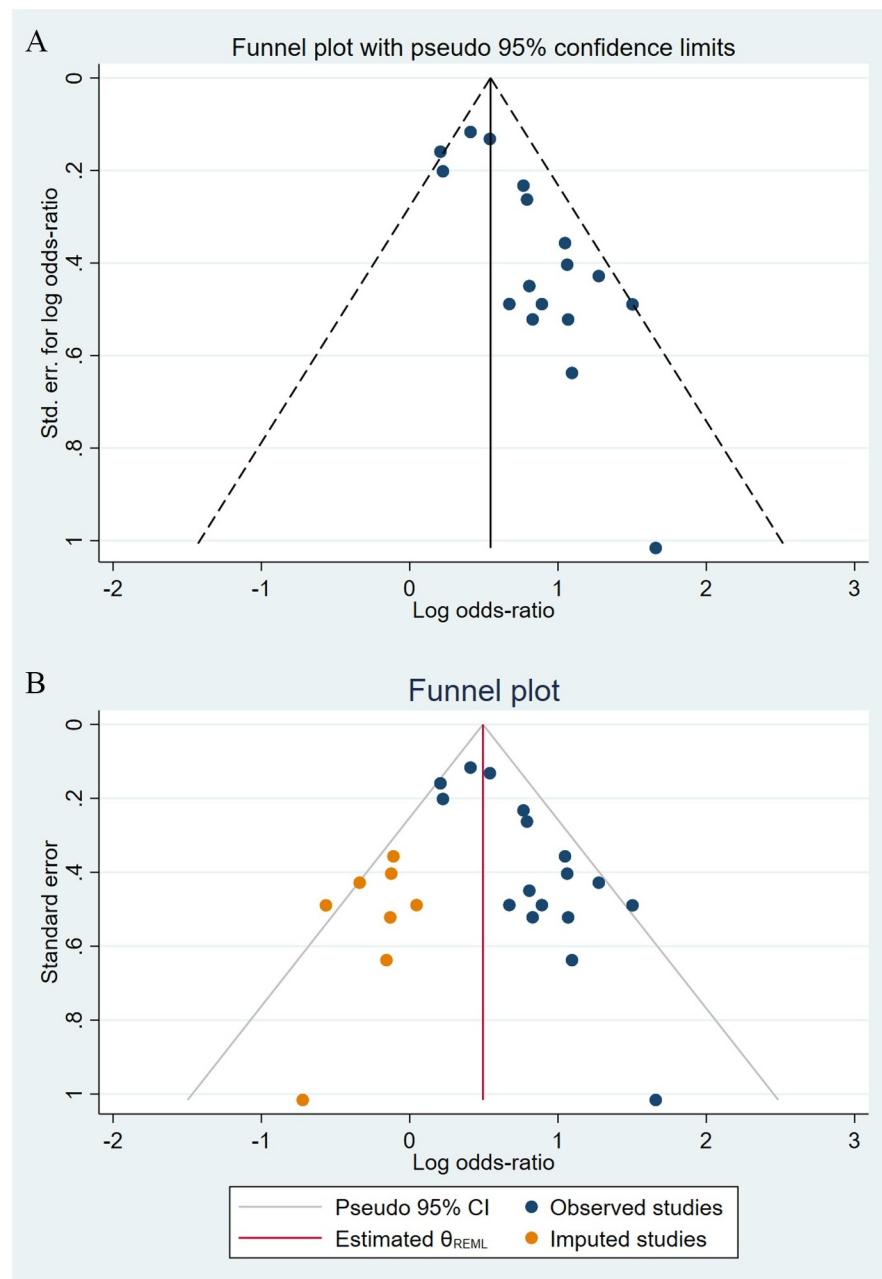 A
Funnel plot with pseudo 95% confidence limits
Std. err. for log odds-ratio
0
.2
.4
.6
.8
1
-2 -1 0 1 2 3
Log odds-ratio
B
Funnel plot
Standard error
0
.2
.4
.6
.8
1
-2 -1 0 1 2 3
Log odds-ratio
Pseudo 95% CI Observed studies
Estimated θREML Imputed studies